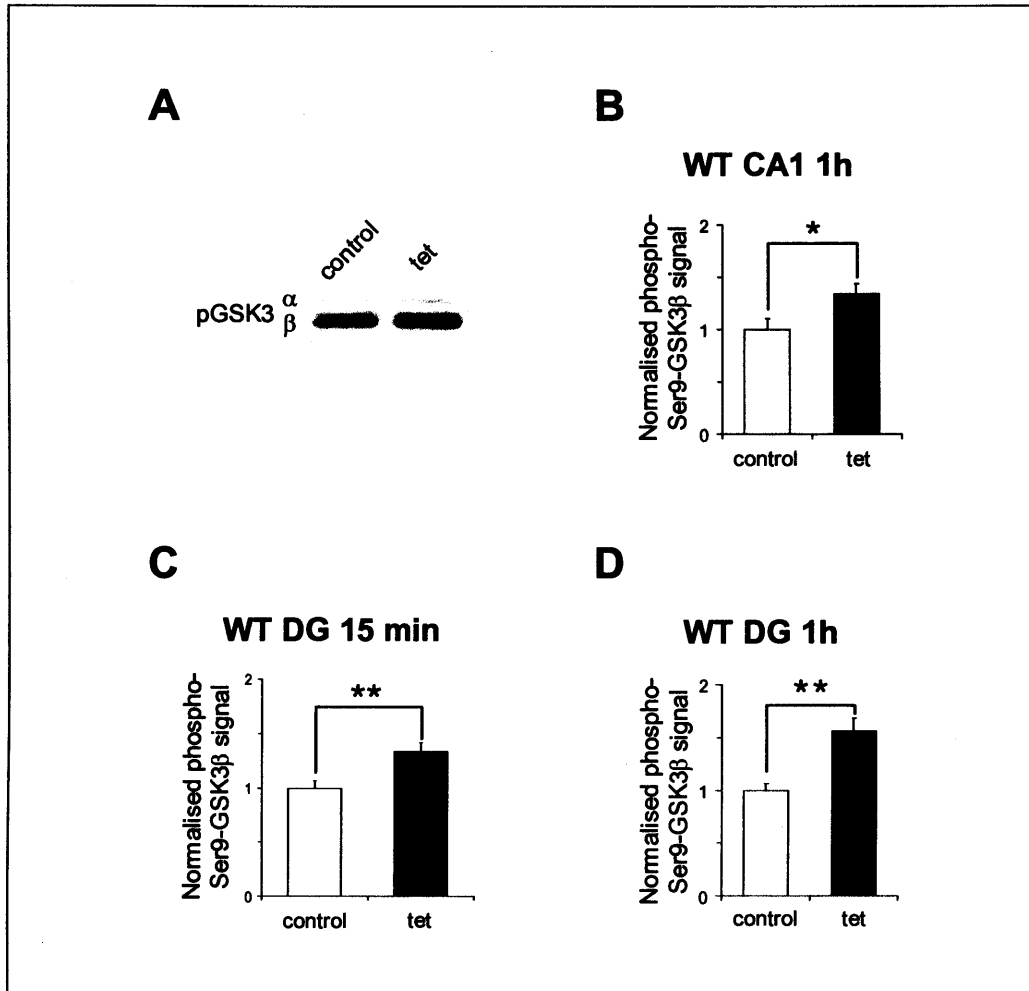 A
control tet
pGSK3 α
β
B
WT CA1 1h
Normalised phospho-
Ser9-GSK3β signal
2
*
1
0
control tet
C
WT DG 15 min
Normalised phospho-
Ser9-GSK3β signal
2
**
1
0
control tet
D
WT DG 1h
Normalised phospho-
Ser9-GSK3β signal
2
**
1
0
control tet